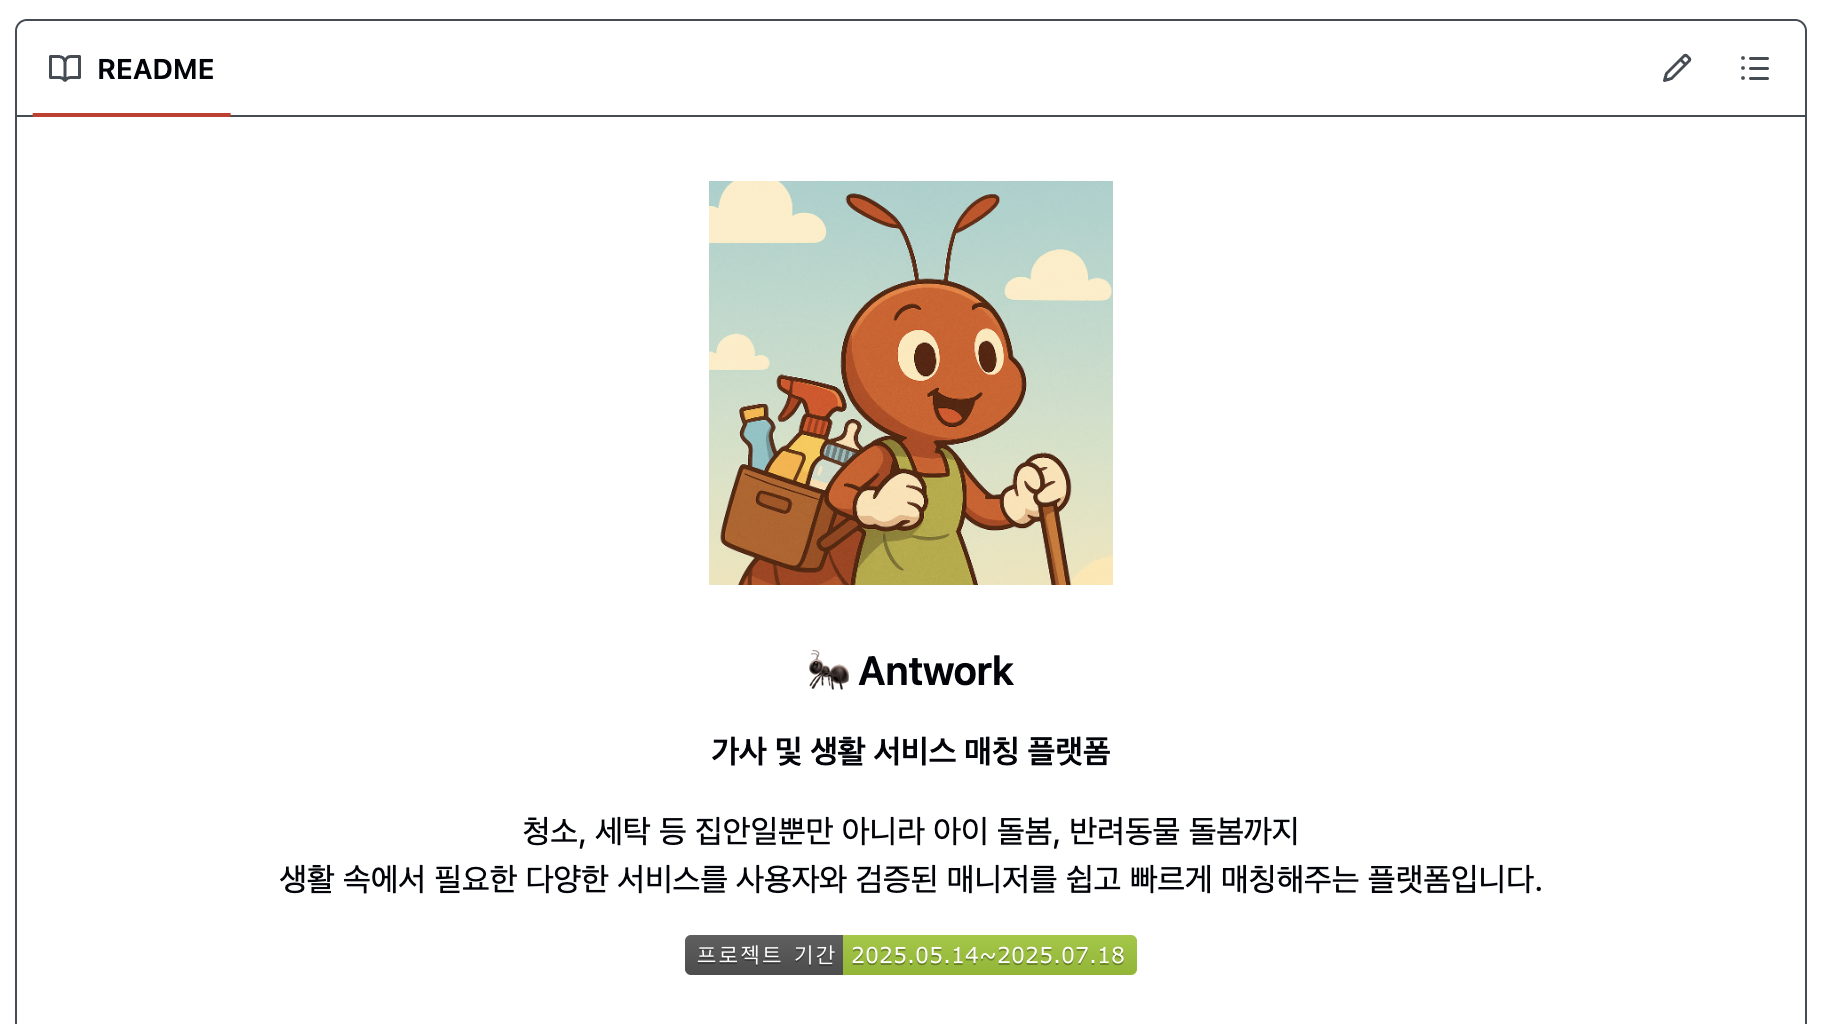 README
🐜 Antwork
가사 및 생활 서비스 매칭 플랫폼
청소, 세탁 등 집안일뿐만 아니라 아이 돌봄, 반려동물 돌봄까지
생활 속에서 필요한 다양한 서비스를 사용자와 검증된 매니저를 쉽고 빠르게 매칭해주는 플랫폼입니다.
프로젝트 기간 2025.05.14~2025.07.18